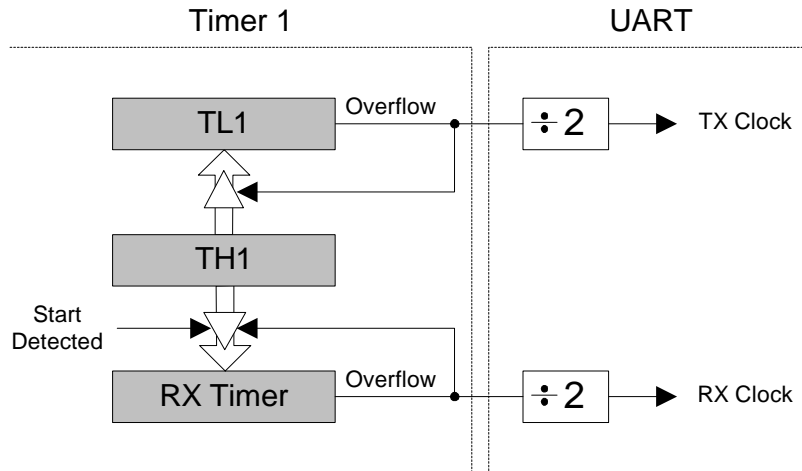 Timer 1
UART
TL1
Overflow
÷ 2
TX Clock
TH1
Start
Detected
RX Timer
Overflow
÷ 2
RX Clock